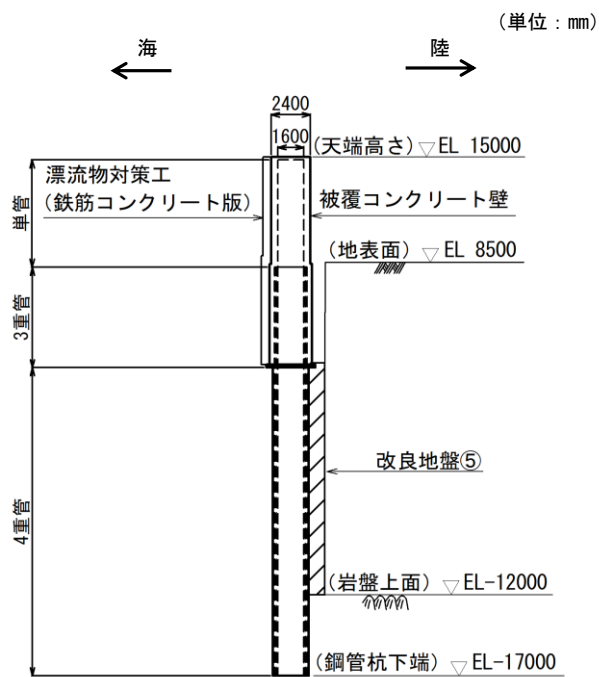 （単位：mm）
海
陸
2400
1600
（天端高さ）▽EL 15000
漂流物対策工
（鉄筋コンクリート版）
被覆コンクリート壁
単管
（地表面）▽EL 8500
3重管
改良地盤⑤
4重管
（岩盤上面）▽EL-12000
（鋼管杭下端）▽EL-17000